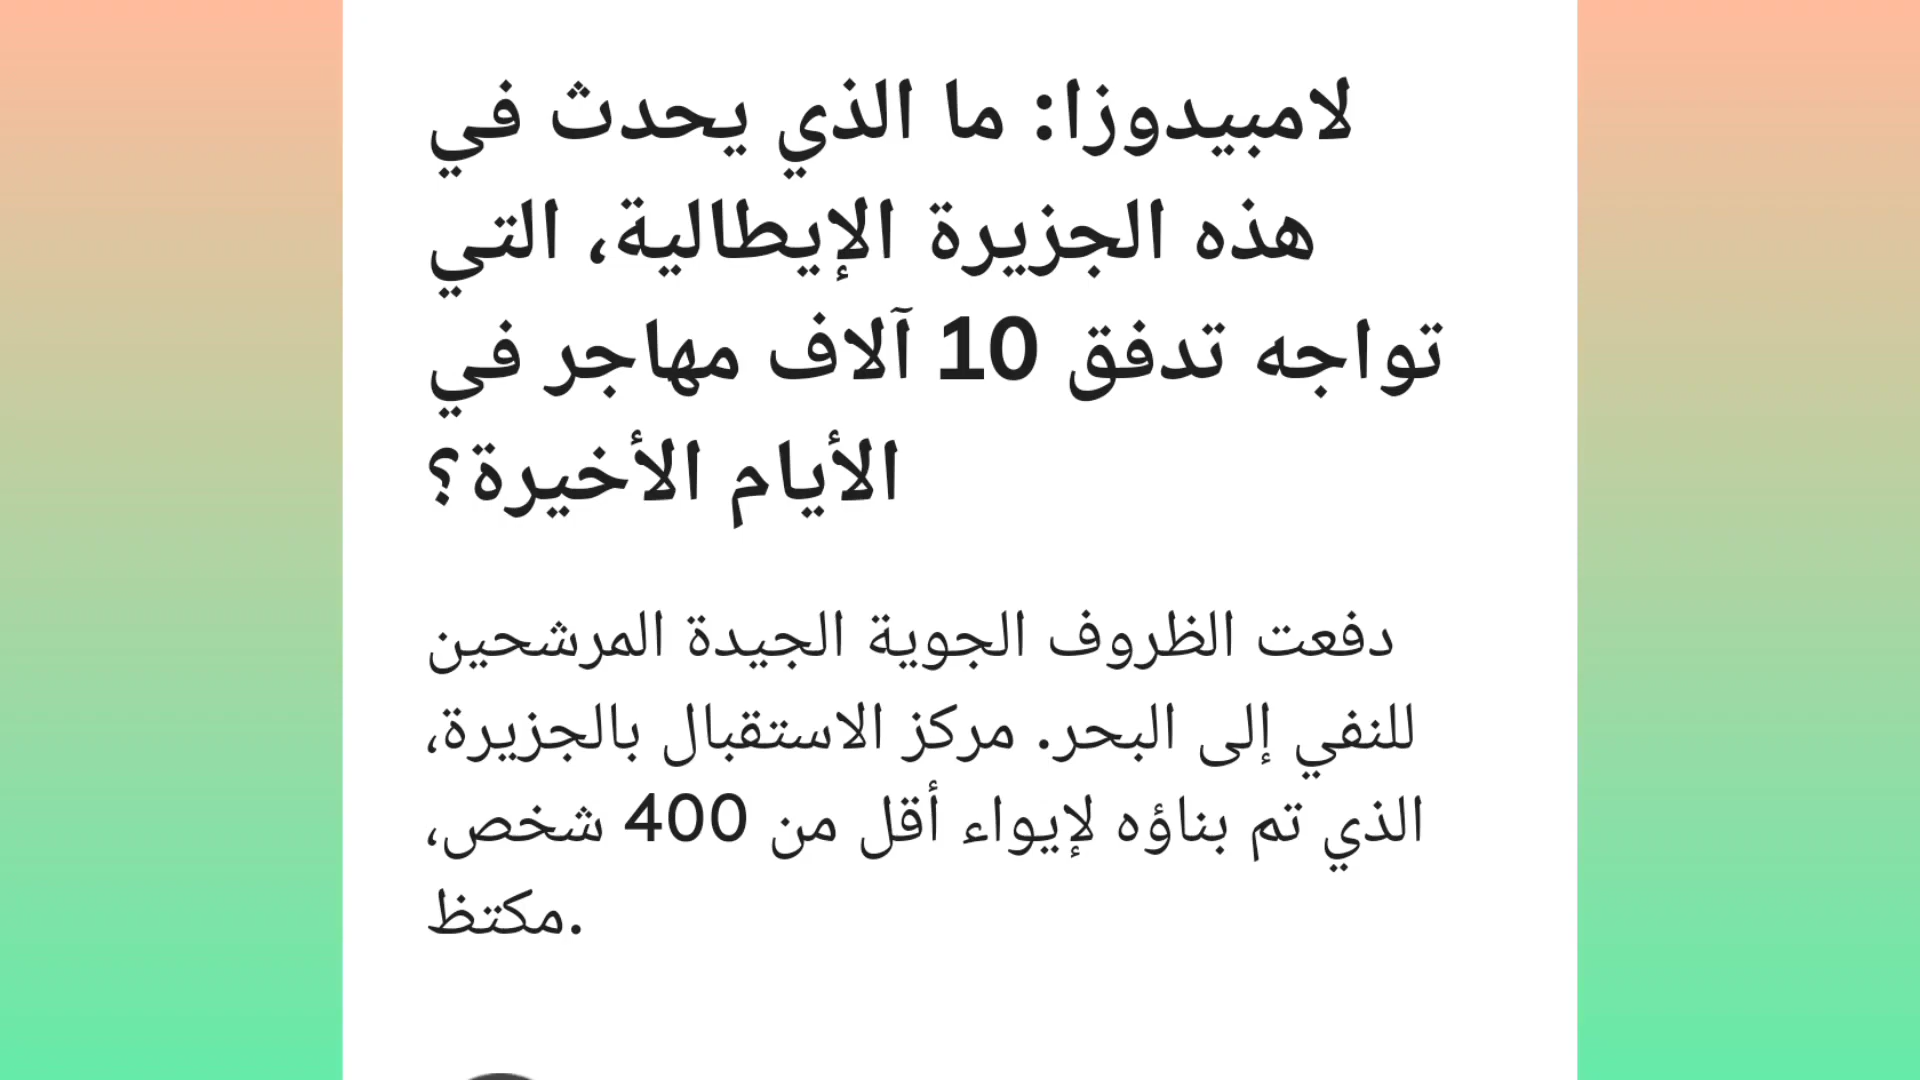 لامبيدوزا: ما الذي يحدث في
هذه الجزيرة الإيطالية، التي
تواجه تدفق 10 آلاف مهاجر في
الأيام الأخيرة؟
دفعت الظروف الجوية الجيدة المرشحين
للنفي إلى البحر. مركز الاستقبال بالجزيرة،
الذي تم بناؤه لإيواء أقل من 400 شخص،
.مكتظ